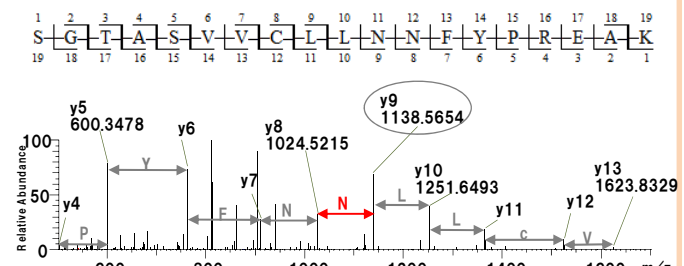 1 2 3 4 5 6 7 8 9 10 11 12 13 14 15 16 17 18 19
S G T A S V V C L L N N F Y P R E A K
19 18 17 16 15 14 13 12 11 10 9 8 7 6 5 4 3 2 1
y5
600.3478
y6
y8
1024.5215
y9
1138.5654
y10
1251.6493
y13
1623.8329
y4
y7
y11
y12
Relative Abundance
100
50
0
P
Y
F
N
N
L
L
c
V